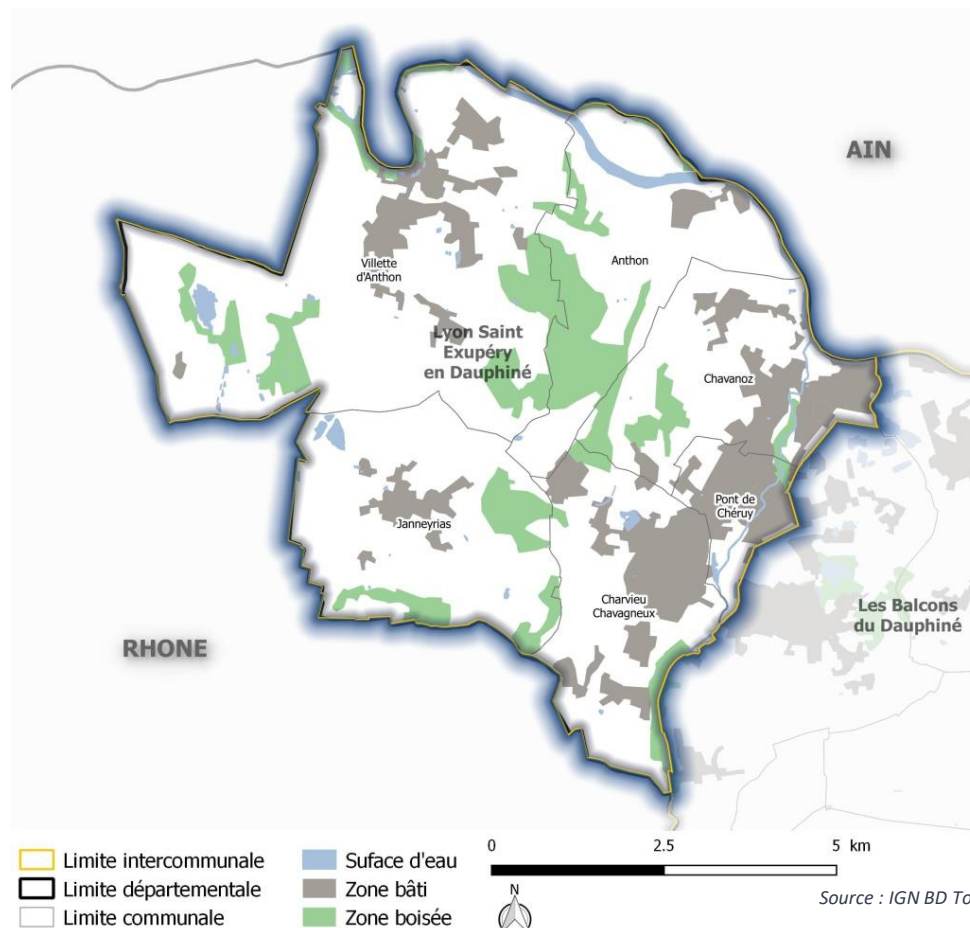 AIN
Villette
d'Anthon
Anthon
Lyon Saint
Exupéry
en Dauphiné
Chavanoz
Pont de
Chéruy
Janneyrias
Charvieu
Chavagneux
Les Balcons
du Dauphiné
RHONE
Limite intercommunale
Limite départementale
Limite communale
Suface d'eau
Zone bâti
Zone boisée
0 2.5 5 km
N
Source : IGN BD To